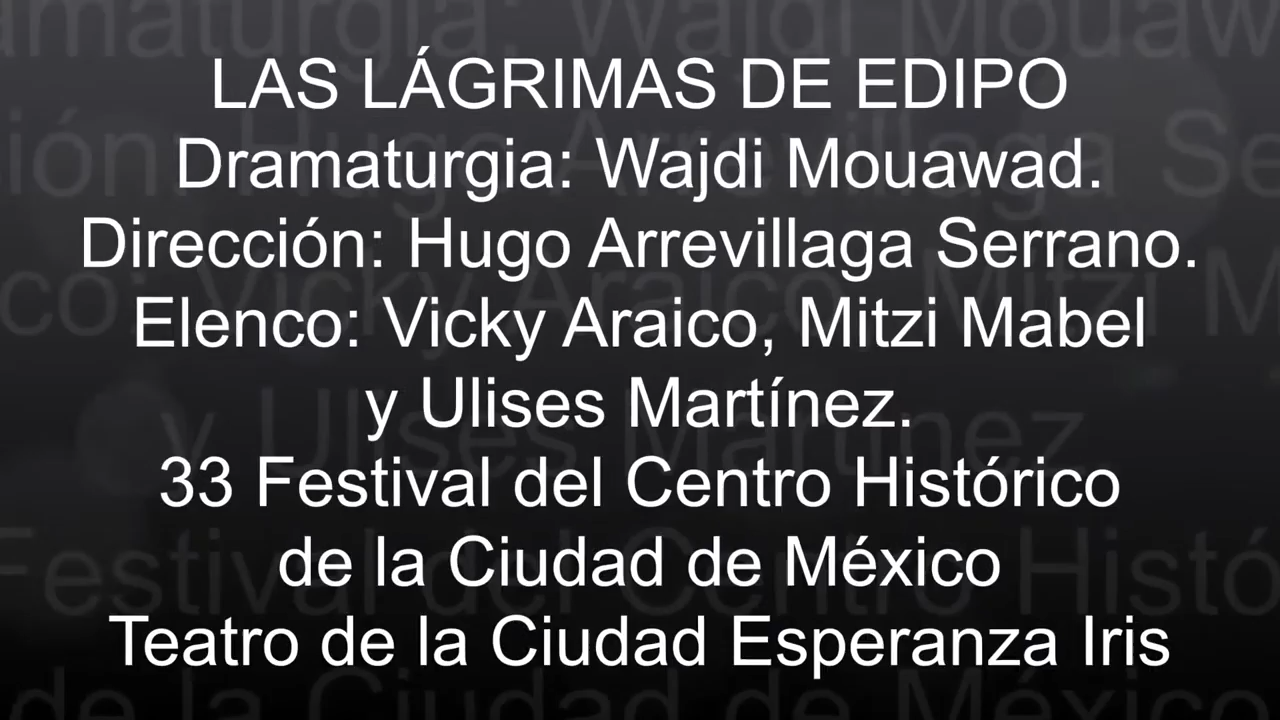 LAS LÁGRIMAS DE EDIPO
Dramaturgia: Wajdi Mouawad.
Dirección: Hugo Arrevillaga Serrano.
Elenco: Vicky Araico, Mitzi Mabel
y Ulises Martínez.
33 Festival del Centro Histórico
de la Ciudad de México
Teatro de la Ciudad Esperanza Iris